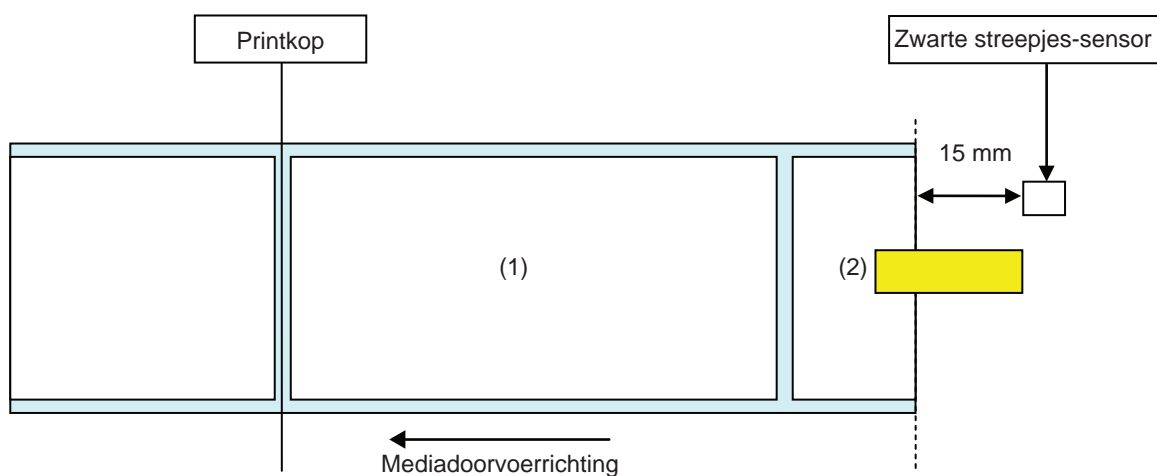 Printkop
Zwarte streepjes-sensor
15 mm
(1)
(2)
Mediadoorvoerrichting